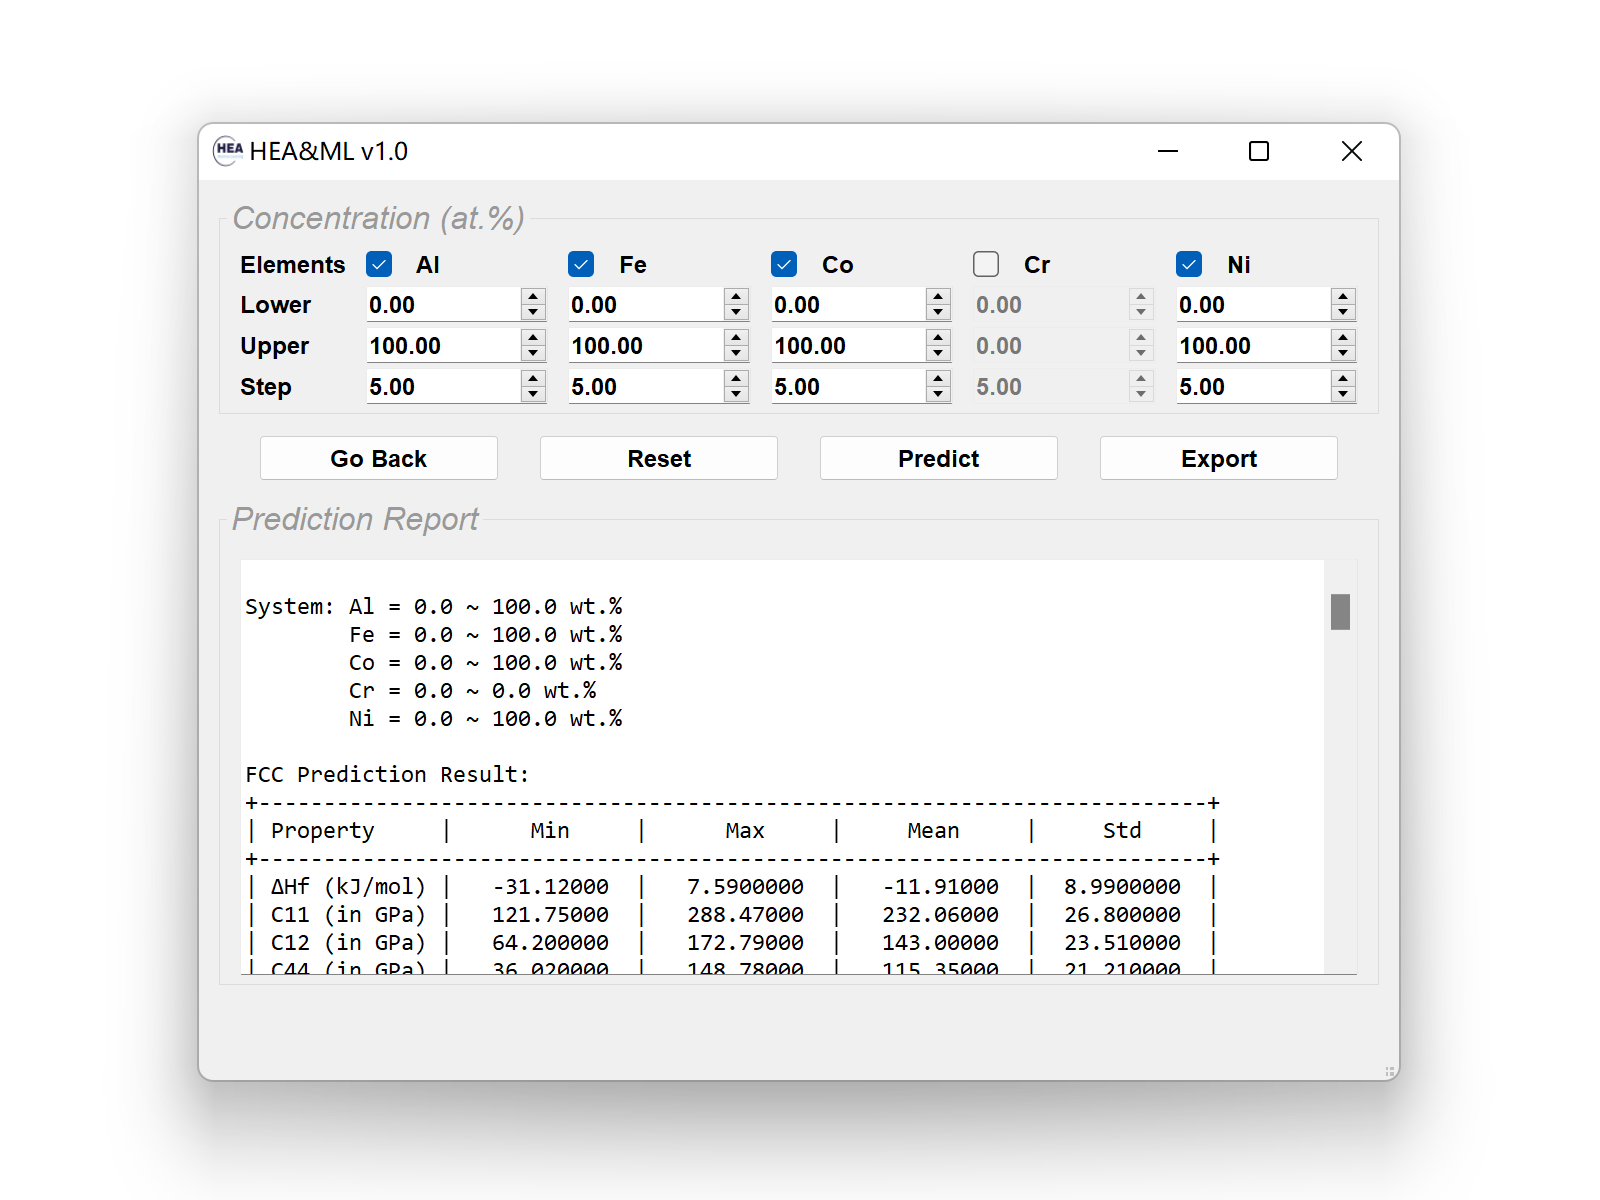 HEA HEA&ML v1.0
Concentration (at.%)
Elements Al Fe Co Cr Ni
Lower 0.00 0.00 0.00 0.00 0.00
Upper 100.00 100.00 100.00 0.00 100.00
Step 5.00 5.00 5.00 5.00 5.00
Go Back Reset Predict Export
Prediction Report
System: Al = 0.0 ~ 100.0 wt.%
Fe = 0.0 ~ 100.0 wt.%
Co = 0.0 ~ 100.0 wt.%
Cr = 0.0 ~ 0.0 wt.%
Ni = 0.0 ~ 100.0 wt.%
FCC Prediction Result:
+-------------------------------------------------------------------------+
| Property | Min | Max | Mean | Std |
+-------------------------------------------------------------------------+
| ΔHf (kJ/mol) | -31.12000 | 7.5900000 | -11.91000 | 8.9900000 |
| C11 (in GPa) | 121.75000 | 288.47000 | 232.06000 | 26.800000 |
| C12 (in GPa) | 64.200000 | 172.79000 | 143.00000 | 23.510000 |
| C44 (in GPa) | 36.020000 | 148.78000 | 115.35000 | 21.210000 |